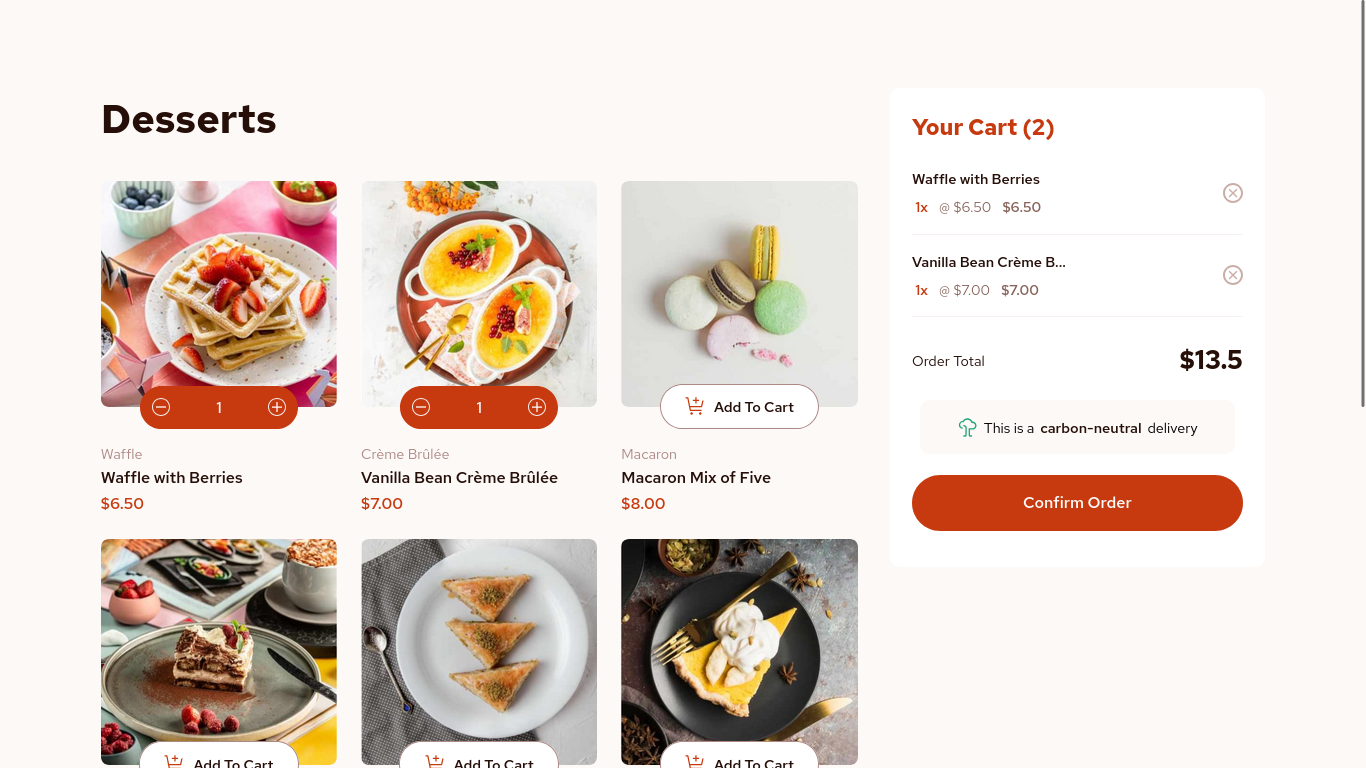 Desserts
1
1
Add To Cart
Waffle
Waffle with Berries
$6.50
Crème Brûlée
Vanilla Bean Crème Brûlée
$7.00
Macaron
Macaron Mix of Five
$8.00
Add To Cart
Add To Cart
Add To Cart
Your Cart (2)
Waffle with Berries
1x @ $6.50 $6.50
Vanilla Bean Crème B...
1x @ $7.00 $7.00
Order Total $13.5
This is a carbon-neutral delivery
Confirm Order